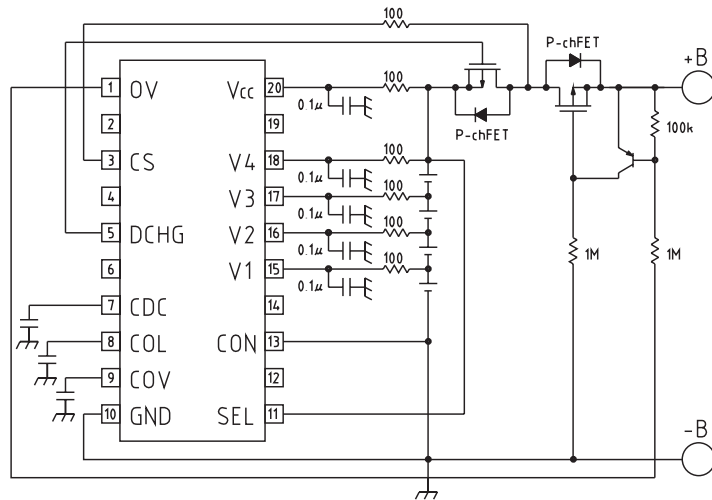 100
P-chFET
+B
100
1 OV Vcc 20
0.1μ
P-chFET
100k
2 19
3 CS V4 18
100
0.1μ
4 V3 17
100
0.1μ
5 DCHG V2 16
100
0.1μ
1M 1M
6 V1 15
100
0.1μ
7 CDC 14
8 COL CON 13
9 COV 12
10 GND SEL 11
-B